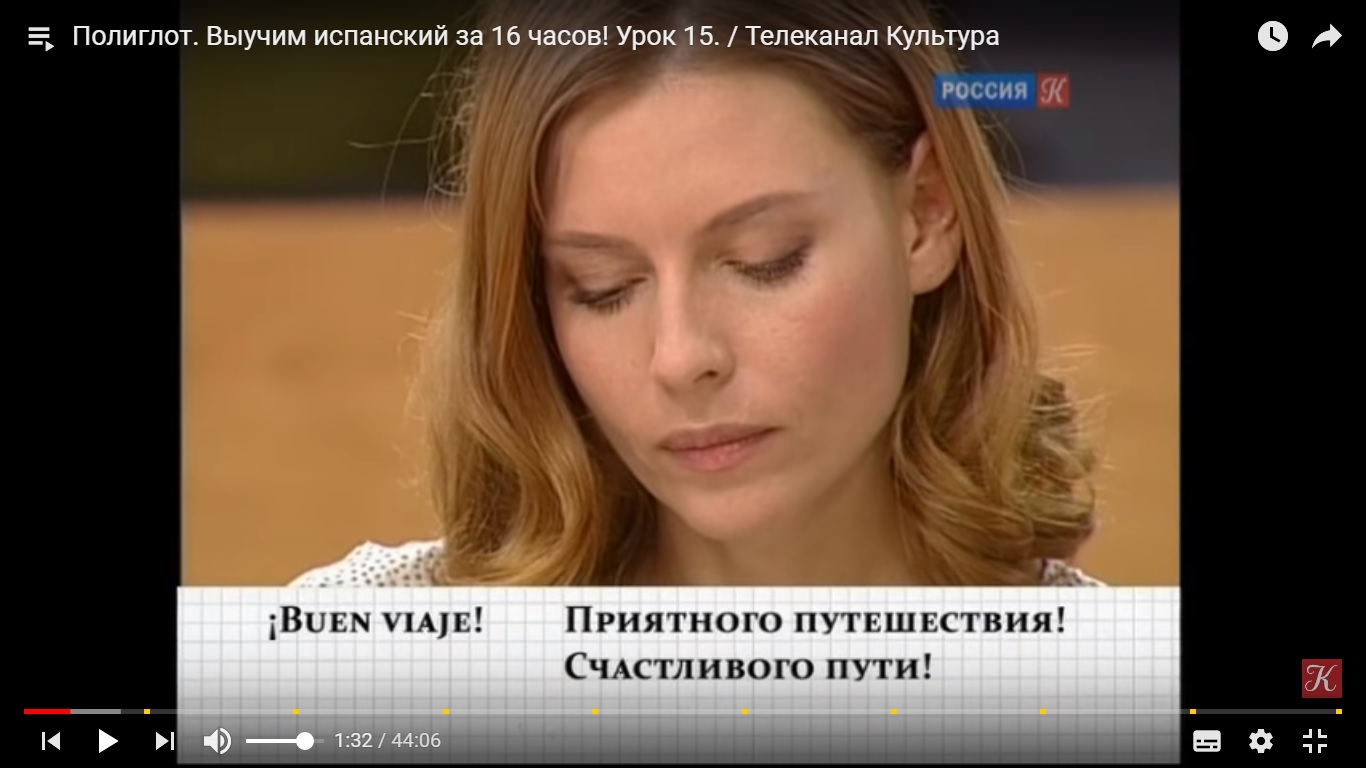 Полиглот. Выучим испанский за 16 часов! Урок 15. / Телеканал Культура
РОССИЯ К
¡Buen viaje! Приятного путешествия!
Счастливого пути!
К
1:32 / 44:06